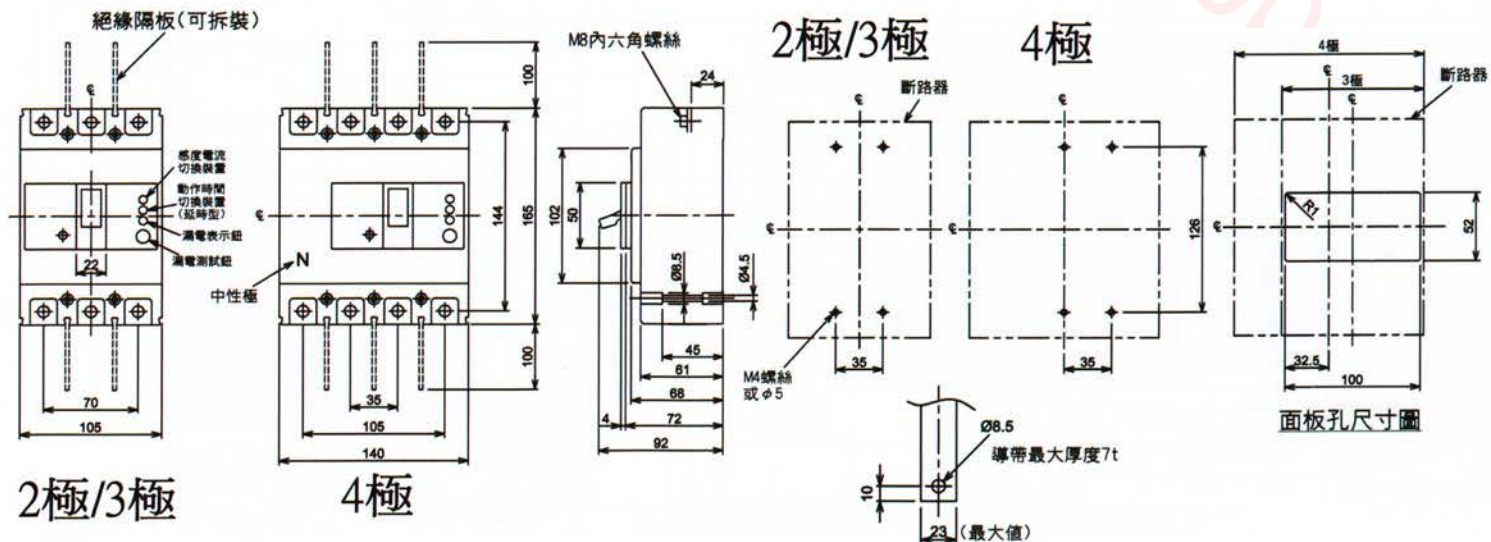 絕緣隔板(可拆裝)
℄
感度電流
切換裝置
動作時間
切換裝置
(延時型)
漏電表示鈕
漏電測試鈕
22
70
105
2極/3極
℄
N
中性極
100
144
165
100
35
105
140
4極
M8內六角螺絲
24
102
50
Ø8.5
Ø4.5
45
61
68
4
72
92
2極/3極
斷路器
℄
℄
M4螺絲
或φ5
35
4極
℄
℄
126
35
Ø8.5
導帶最大厚度7t
10
23 (最大值)
4極
℄
3極
℄
斷路器
R1
℄
52
32.5
100
面板孔尺寸圖